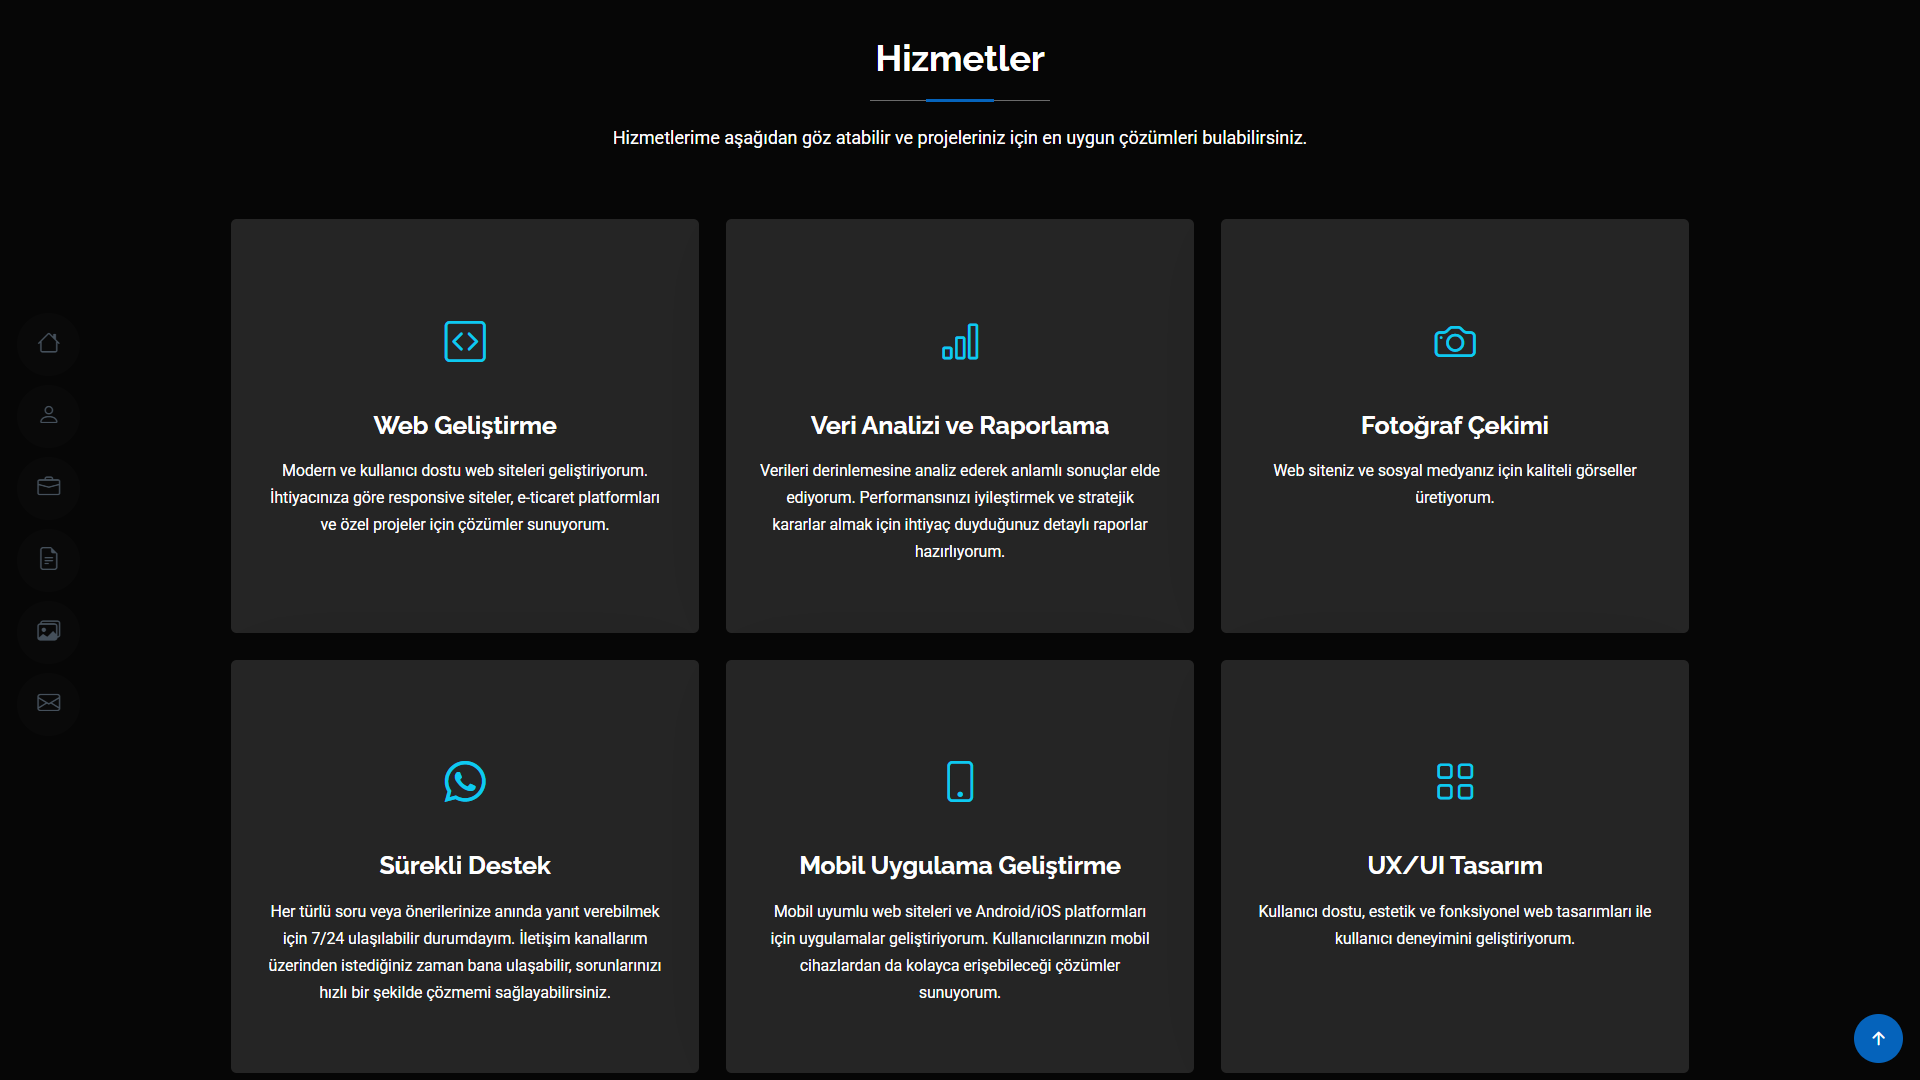 Hizmetler
Hizmetlerime aşağıdan göz atabilir ve projeleriniz için en uygun çözümleri bulabilirsiniz.
Web Geliştirme
Modern ve kullanıcı dostu web siteleri geliştiriyorum.
İhtiyacınıza göre responsive siteler, e-ticaret platformları
ve özel projeler için çözümler sunuyorum.
Veri Analizi ve Raporlama
Verileri derinlemesine analiz ederek anlamlı sonuçlar elde
ediyorum. Performansınızı iyileştirmek ve stratejik
kararlar almak için ihtiyaç duyduğunuz detaylı raporlar
hazırlıyorum.
Fotoğraf Çekimi
Web siteniz ve sosyal medyanız için kaliteli görseller
üretiyorum.
Sürekli Destek
Her türlü soru veya önerilerinize anında yanıt verebilmek
için 7/24 ulaşılabilir durumdayım. İletişim kanallarım
üzerinden istediğiniz zaman bana ulaşabilir, sorunlarınızı
hızlı bir şekilde çözmemi sağlayabilirsiniz.
Mobil Uygulama Geliştirme
Mobil uyumlu web siteleri ve Android/iOS platformları
için uygulamalar geliştiriyorum. Kullanıcılarınızın mobil
cihazlardan da kolayca erişebileceği çözümler
sunuyorum.
UX/UI Tasarım
Kullanıcı dostu, estetik ve fonksiyonel web tasarımları ile
kullanıcı deneyimini geliştiriyorum.